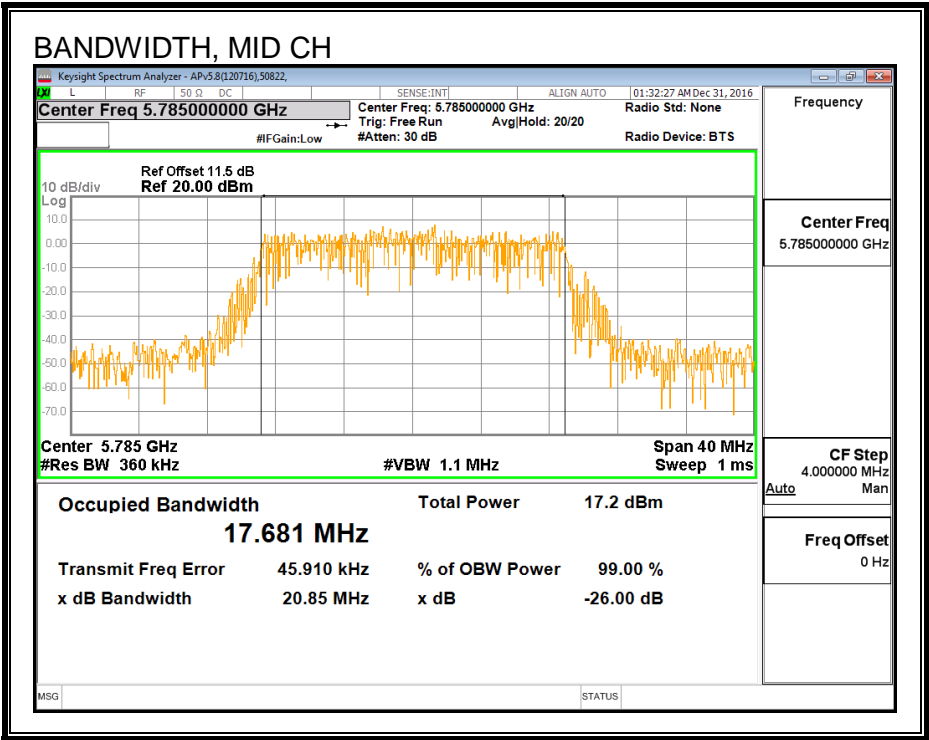 BANDWIDTH, MID CH
Keysight Spectrum Analyzer - APv5.8(120716),50822,
LXI L RF 50 Ω DC SENSE:INT ALIGN AUTO 01:32:27 AM Dec 31, 2016
Center Freq 5.785000000 GHz
Center Freq: 5.785000000 GHz
Radio Std: None
Trig: Free Run Avg|Hold: 20/20
#IFGain:Low
#Atten: 30 dB
Radio Device: BTS
Ref Offset 11.5 dB
10 dB/div Ref 20.00 dBm
Log
10.0
0.00
-10.0
-20.0
-30.0
-40.0
-50.0
-60.0
-70.0
Center 5.785 GHz Span 40 MHz
#Res BW 360 kHz #VBW 1.1 MHz Sweep 1 ms
Occupied Bandwidth Total Power 17.2 dBm
17.681 MHz
Transmit Freq Error 45.910 kHz % of OBW Power 99.00 %
x dB Bandwidth 20.85 MHz x dB -26.00 dB
Frequency
Center Freq
5.785000000 GHz
CF Step
4.000000 MHz
Auto Man
Freq Offset
0 Hz
MSG STATUS